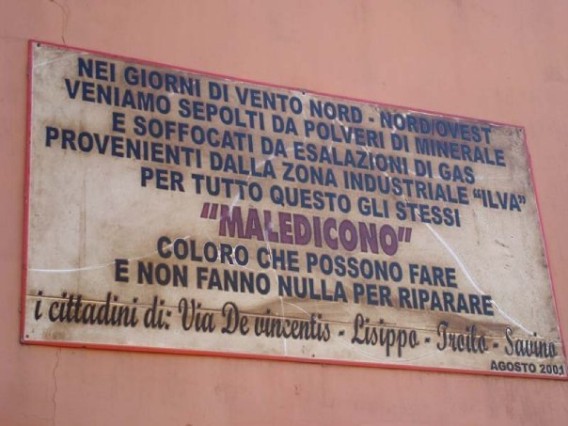 NEI GIORNI DI VENTO NORD - NORD/OVEST
VENIAMO SEPOLTI DA POLVERI DI MINERALE
E SOFFOCATI DA ESALAZIONI DI GAS
PROVENIENTI DALLA ZONA INDUSTRIALE "ILVA"
PER TUTTO QUESTO GLI STESSI
"MALEDICONO"
COLORO CHE POSSONO FARE
E NON FANNO NULLA PER RIPARARE
i cittadini di: Via De vincentis - Lisippo - Troilo - Savino
AGOSTO 2001